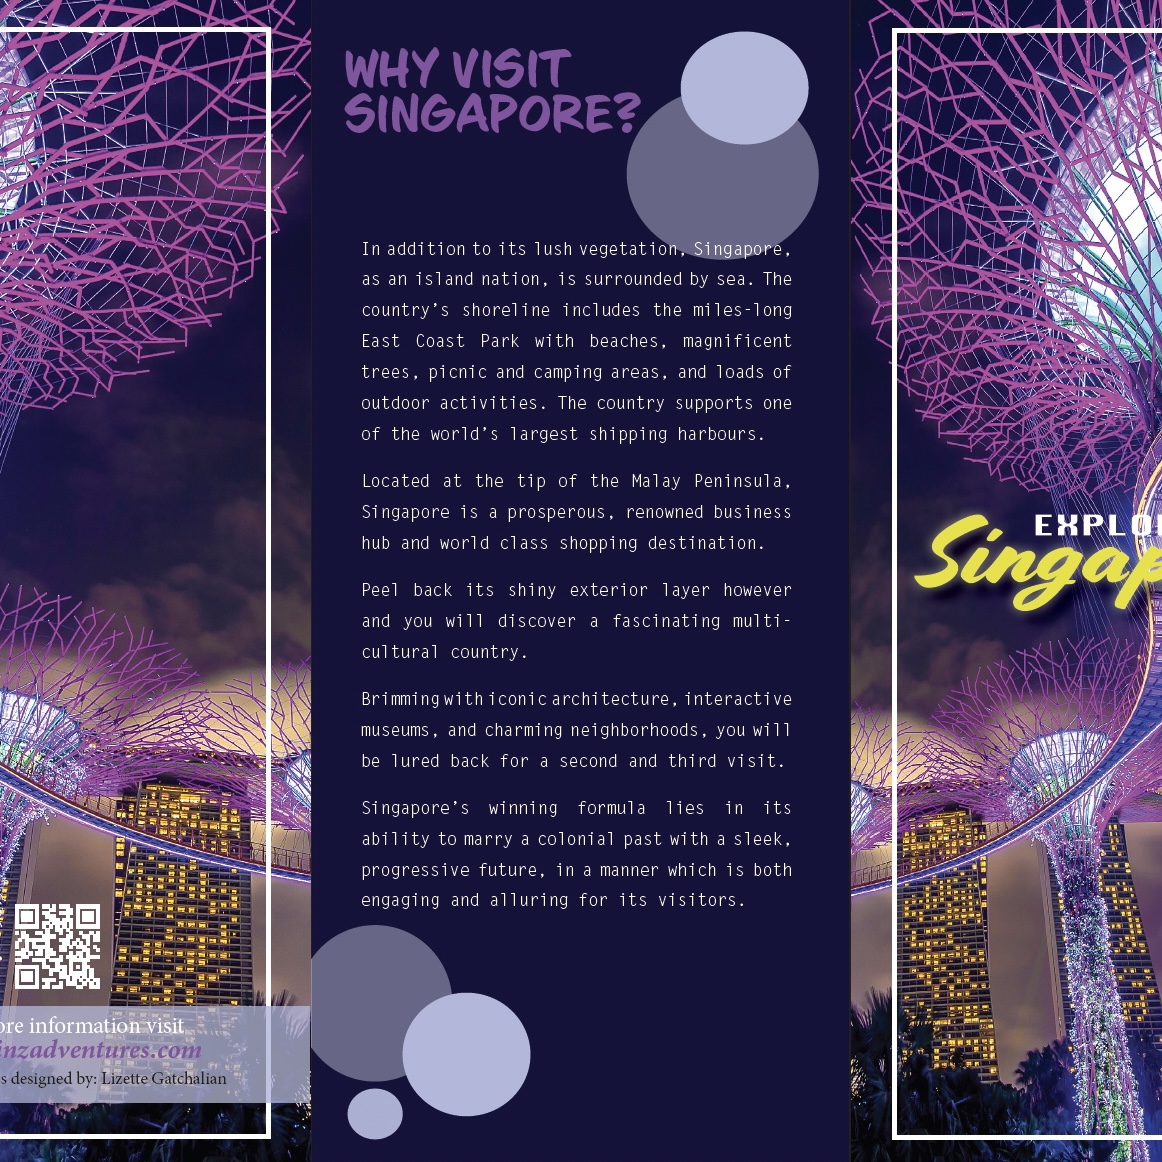 ore information visit
inzadventures.com
s designed by: Lizette Gatchalian
WHY VISIT
SINGAPORE?
In addition to its lush vegetation, Singapore,
as an island nation, is surrounded by sea. The
country’s shoreline includes the miles-long
East Coast Park with beaches, magnificent
trees, picnic and camping areas, and loads of
outdoor activities. The country supports one
of the world’s largest shipping harbours.
Located at the tip of the Malay Peninsula,
Singapore is a prosperous, renowned business
hub and world class shopping destination.
Peel back its shiny exterior layer however
and you will discover a fascinating multi-
cultural country.
Brimming with iconic architecture, interactive
museums, and charming neighborhoods, you will
be lured back for a second and third visit.
Singapore’s winning formula lies in its
ability to marry a colonial past with a sleek,
progressive future, in a manner which is both
engaging and alluring for its visitors.
EXPLO
Singap